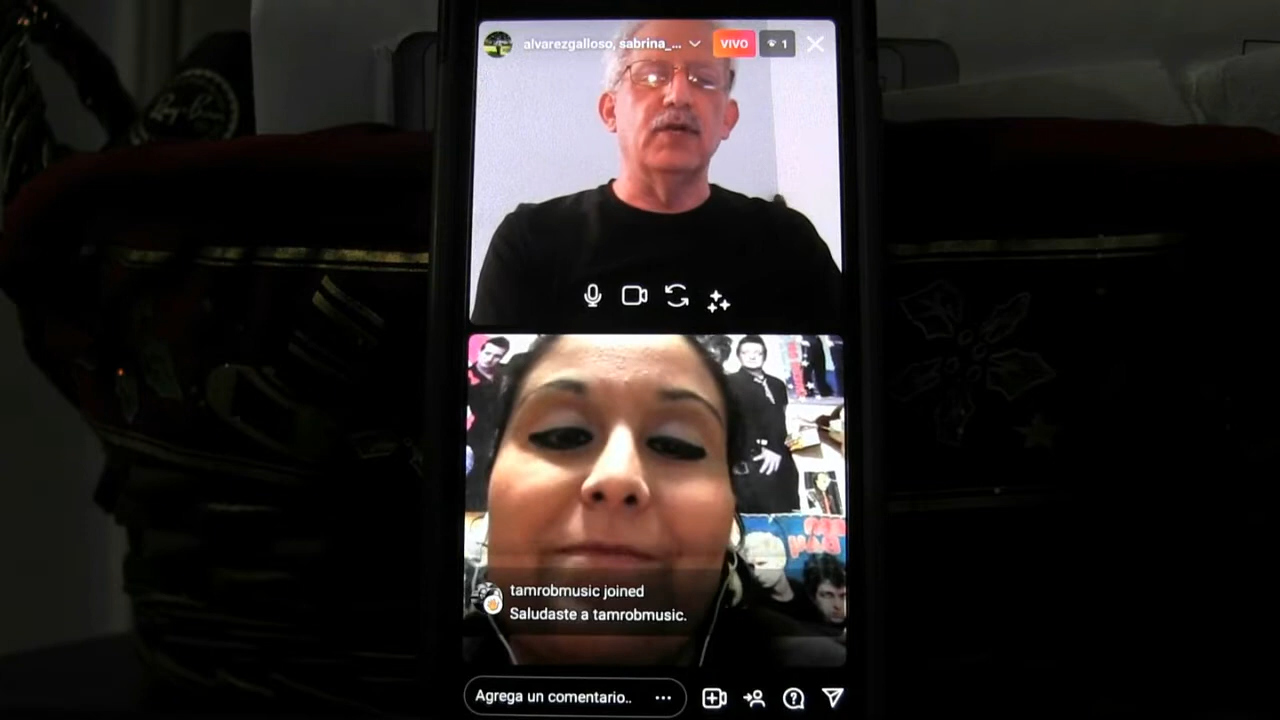 alvarezgalloso, sabrina_...
VIVO
1
tamrobmusic joined
Saludaste a tamrobmusic.
Agrega un comentario..